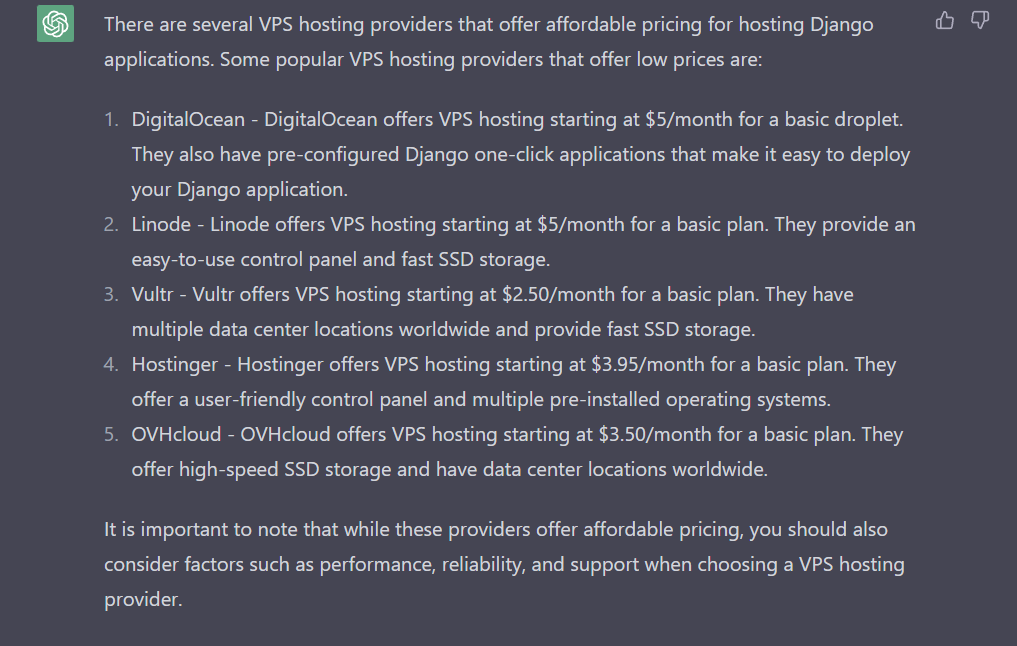 There are several VPS hosting providers that offer affordable pricing for hosting Django
applications. Some popular VPS hosting providers that offer low prices are:
1. DigitalOcean - DigitalOcean offers VPS hosting starting at $5/month for a basic droplet.
They also have pre-configured Django one-click applications that make it easy to deploy
your Django application.
2. Linode - Linode offers VPS hosting starting at $5/month for a basic plan. They provide an
easy-to-use control panel and fast SSD storage.
3. Vultr - Vultr offers VPS hosting starting at $2.50/month for a basic plan. They have
multiple data center locations worldwide and provide fast SSD storage.
4. Hostinger - Hostinger offers VPS hosting starting at $3.95/month for a basic plan. They
offer a user-friendly control panel and multiple pre-installed operating systems.
5. OVHcloud - OVHcloud offers VPS hosting starting at $3.50/month for a basic plan. They
offer high-speed SSD storage and have data center locations worldwide.
It is important to note that while these providers offer affordable pricing, you should also
consider factors such as performance, reliability, and support when choosing a VPS hosting
provider.